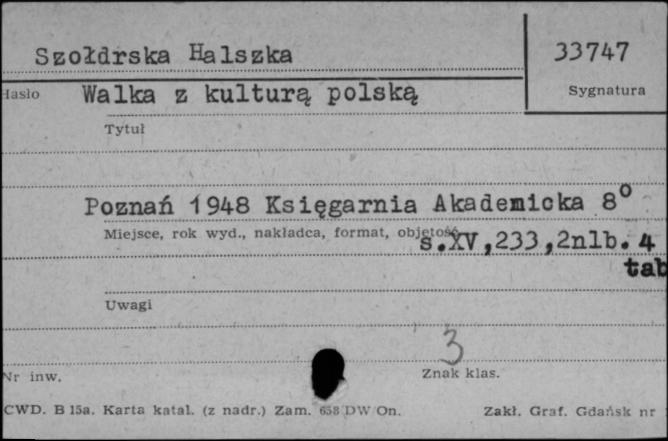 Szołdrska Halszka
33747
Hasło Walka z kulturą polską
Sygnatura
Tytuł
Poznań 1948 Księgarnia Akademicka 8°
Miejsce, rok wyd., nakładca, format, objętość
s.XV,233,2nlb.4
tab
Uwagi
3
Nr inw.
Znak klas.
CWD. B 15a. Karta katal. (z nadr.) Zam. 658 DW On.
Zakł. Graf. Gdańsk nr